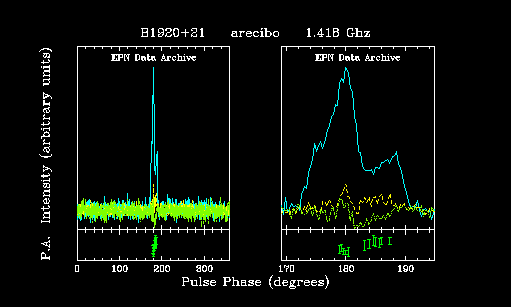 B1920+21 arecibo 1.418 Ghz
EPN Data Archive EPN Data Archive
P.A. Intensity (arbitrary units)
0 100 200 300 170 180 190
Pulse Phase (degrees)